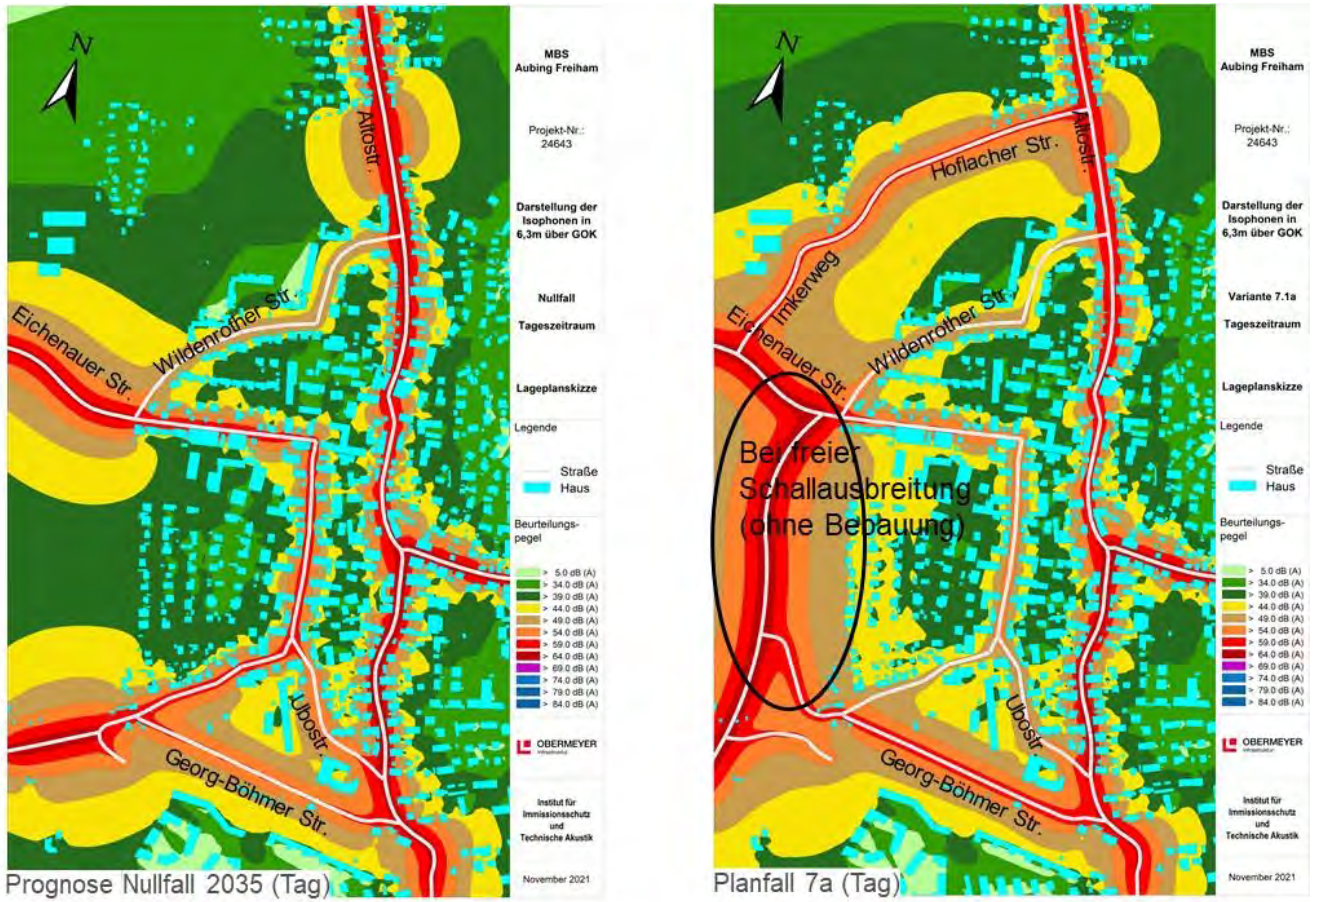 N
Altostr.
Eichenauer Str.
Wildenrother Str.
Ubostr.
Georg-Böhmer Str.
Prognose Nullfall 2035 (Tag)
MBS
Aubing Freiham
Projekt-Nr.:
24643
Darstellung der
Isophonen in
6,3m über GOK
Nullfall
Tageszeitraum
Lageplanskizze
Legende
Straße
Haus
Beurteilungs-
pegel
> 5.0 dB (A)
> 34.0 dB (A)
> 39.0 dB (A)
> 44.0 dB (A)
> 49.0 dB (A)
> 54.0 dB (A)
> 59.0 dB (A)
> 64.0 dB (A)
> 69.0 dB (A)
> 74.0 dB (A)
> 79.0 dB (A)
> 84.0 dB (A)
OBERMEYER
Infrastruktur
Institut für
Immissionsschutz
und
Technische Akustik
November 2021
N
Altostr.
Hoflacher Str.
Imkerweg
Eichenauer Str.
Wildenrother Str.
Bei freier
Schallausbreitung
(ohne Bebauung)
Ubostr.
Georg-Böhmer Str.
Planfall 7a (Tag)
MBS
Aubing Freiham
Projekt-Nr.:
24643
Darstellung der
Isophonen in
6,3m über GOK
Variante 7.1a
Tageszeitraum
Lageplanskizze
Legende
Straße
Haus
Beurteilungs-
pegel
> 5.0 dB (A)
> 34.0 dB (A)
> 39.0 dB (A)
> 44.0 dB (A)
> 49.0 dB (A)
> 54.0 dB (A)
> 59.0 dB (A)
> 64.0 dB (A)
> 69.0 dB (A)
> 74.0 dB (A)
> 79.0 dB (A)
> 84.0 dB (A)
OBERMEYER
Infrastruktur
Institut für
Immissionsschutz
und
Technische Akustik
November 2021